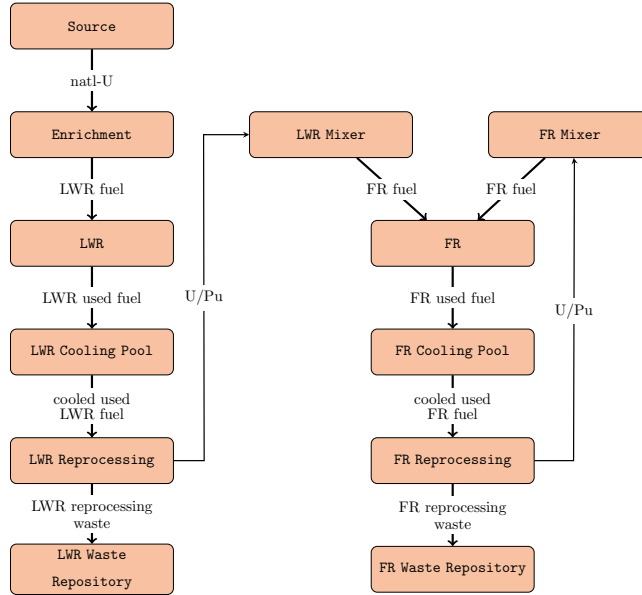 Source
natl-U
Enrichment
LWR Mixer
FR Mixer
LWR fuel
FR fuel
FR fuel
LWR
FR
LWR used fuel
U/Pu
FR used fuel
U/Pu
LWR Cooling Pool
FR Cooling Pool
cooled used
LWR fuel
cooled used
FR fuel
LWR Reprocessing
FR Reprocessing
LWR reprocessing
waste
FR reprocessing
waste
LWR Waste
Repository
FR Waste Repository